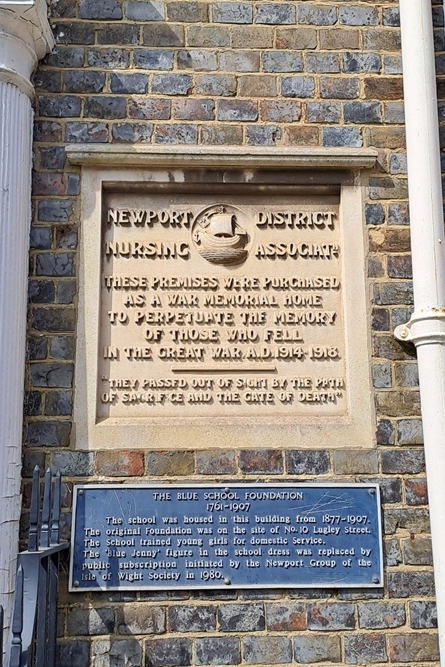 NEWPORT DISTRICT
NURSING ASSOCIATN
THESE PREMISES WERE PURCHASED
AS A WAR MEMORIAL HOME
TO PERPETUATE THE MEMORY
OF THOSE WHO FELL
IN THE GREAT WAR A.D. 1914-1918.
"THEY PASSED OUT OF SIGHT BY THE PATH
OF SACRIFICE AND THE GATE OF DEATH"
THE BLUE SCHOOL FOUNDATION
1761-1907
The school was housed in this building from 1877-1907.
The original Foundation was on the site of No. 10 Lugley Street.
The School trained young girls for domestic Service.
The 'Blue Jenny' figure in the school dress was replaced by
public subscription initiated by the Newport Group of the
Isle of Wight Society in 1980.